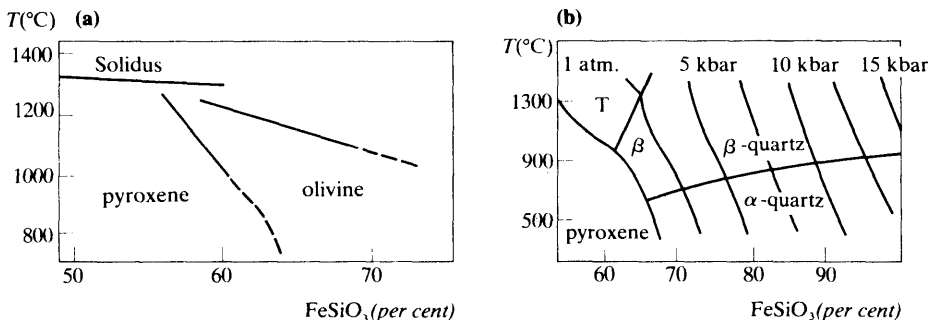 T(°C) (a)
1400
Solidus
1200
1000
pyroxene
olivine
800
50 60 70
FeSiO₃(per cent)
(b)
T(°C)
1 atm. 5 kbar 10 kbar 15 kbar
1300
T
β
β-quartz
900
α-quartz
500
pyroxene
60 70 80 90
FeSiO₃(per cent)